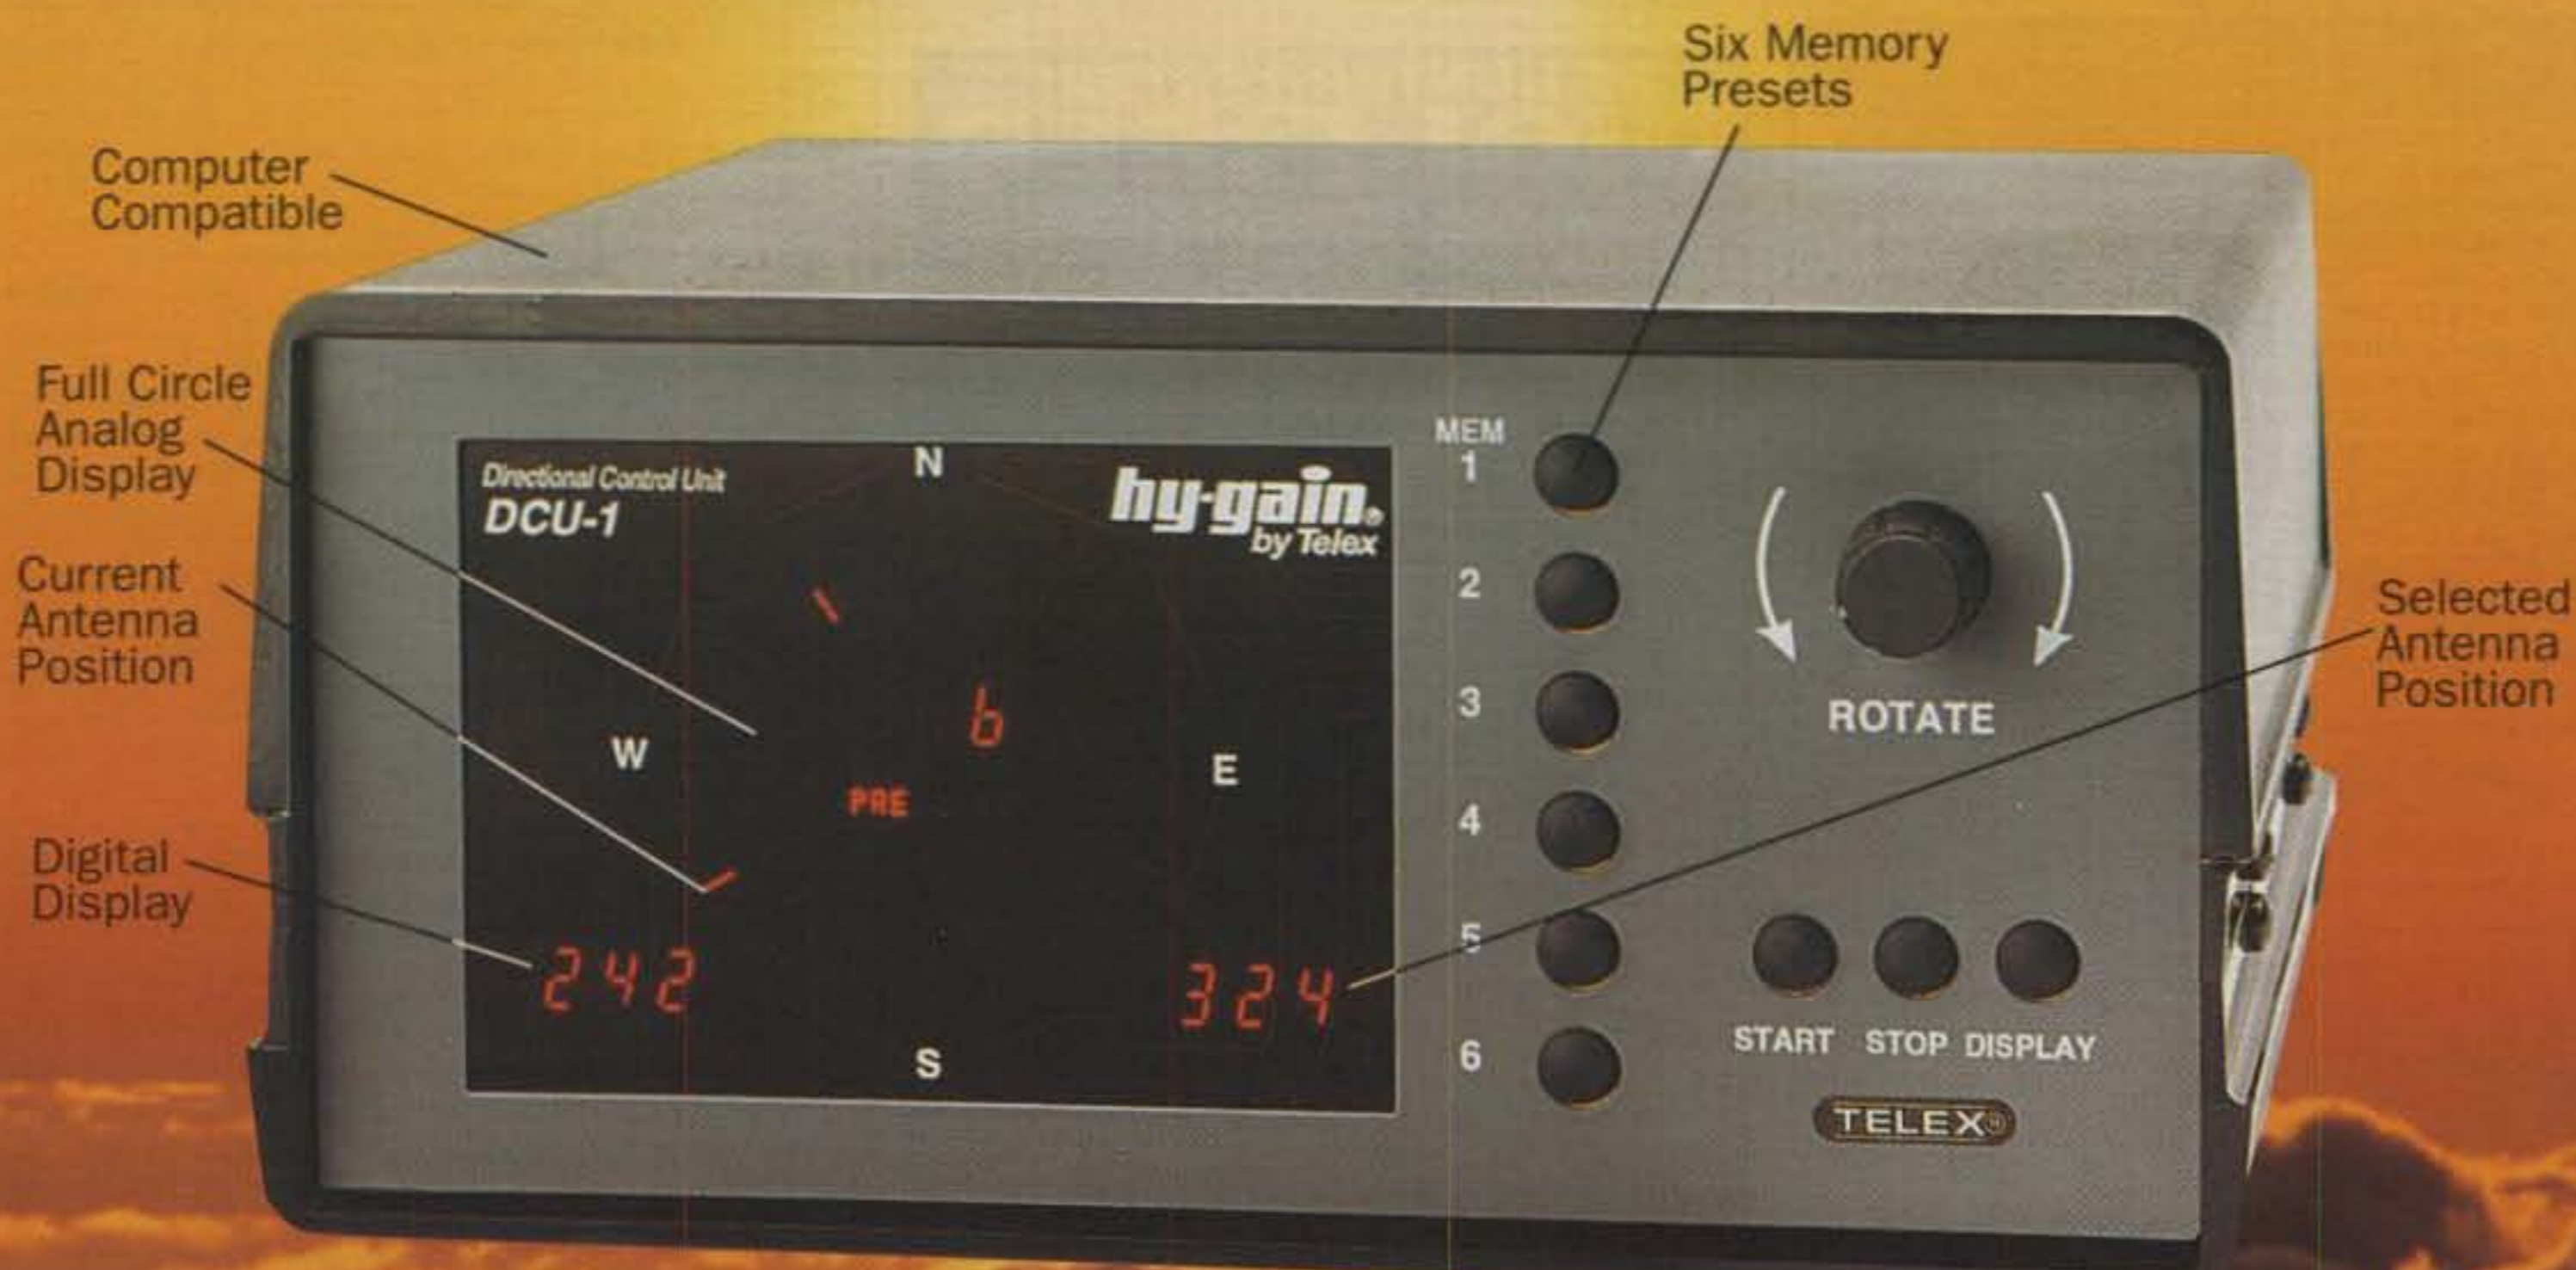 Six Memory
Presets
Computer
Compatible
Full Circle
Analog
Display
Current
Antenna
Position
Digital
Display
Selected
Antenna
Position
Directional Control Unit
DCU-1
hy-gain®
by Telex
N
W
E
S
b
PRE
242
324
MEM
1
2
3
4
5
6
ROTATE
START STOP DISPLAY
TELEX®